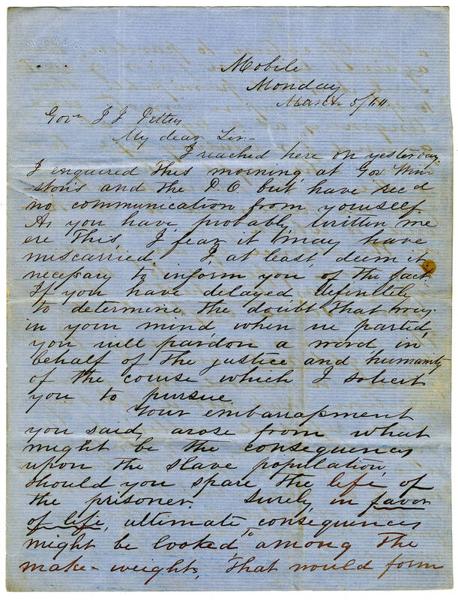 Mobile
Monday
March 5/60
Govr J J Pettus
My dear Sir-
I reached here on yesterday.
I enquired this morning at Gov Win
ston's and the P.O. but have rec'd
no communication from yourself.
As you have, probably, written me
ere this, I fear it may have
miscarried. I, at least, deem it
necessary to inform you of the fact.
If you have delayed definitely
to determine the doubt that was
in your mind, when we parted,
you will pardon a word in
behalf of the justice and humanity
of the course which I solicit
you to pursue
Your embarrassment
you said, arose from what
might be the consequences
upon the slave population,
should you spare the life of
the prisoner. Surely, in favor
of life, ultimate consequences
might be looked, among the
make-weights, that would form